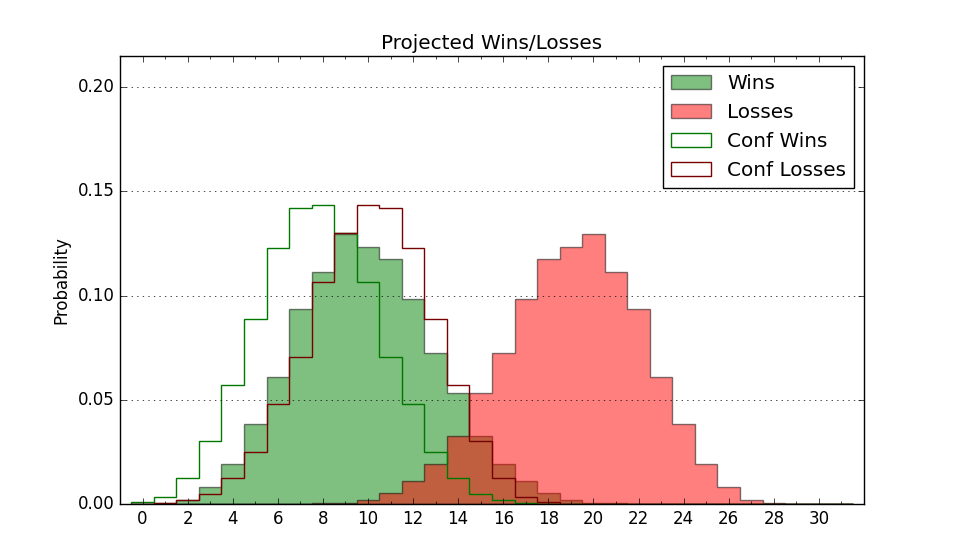 Projected Wins/Losses
Wins
Losses
Conf Wins
Conf Losses
Probability
0.20
0.15
0.10
0.05
0.00
0 2 4 6 8 10 12 14 16 18 20 22 24 26 28 30